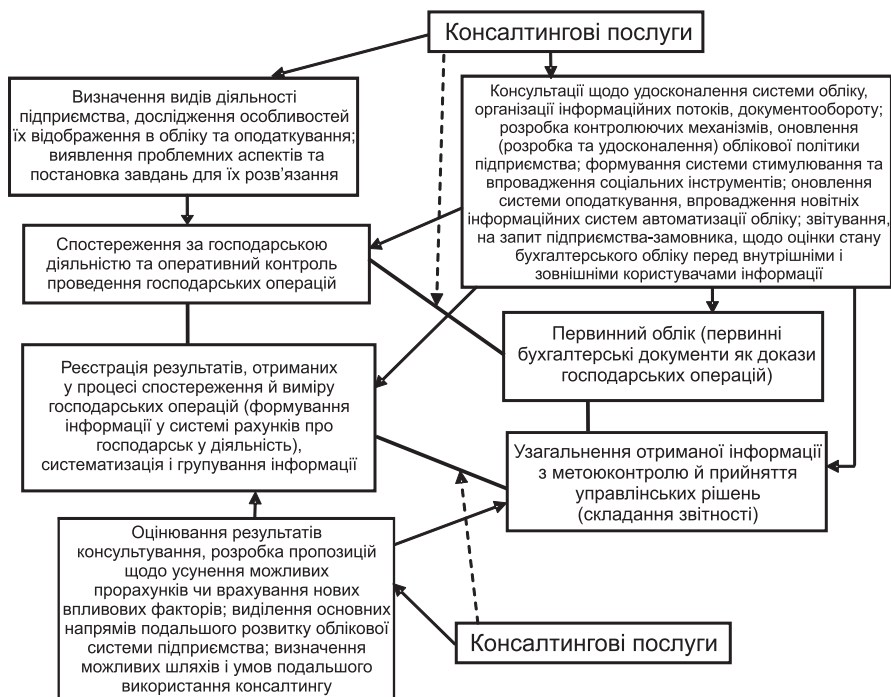 Консалтингові послуги
Визначення видів діяльності
підприємства, дослідження особливостей
їх відображення в обліку та оподаткування;
виявлення проблемних аспектів та
постановка завдань для їх розв’язання
Консультації щодо удосконалення системи обліку,
організації інформаційних потоків, документообороту;
розробка контролюючих механізмів, оновлення
(розробка та удосконалення) облікової політики
підприємства; формування системи стимулювання та
впровадження соціальних інструментів; оновлення
системи оподаткування, впровадження новітніх
інформаційних систем автоматизації обліку; звітування,
на запит підприємства-замовника, щодо оцінки стану
бухгалтерського обліку перед внутрішніми і
зовнішніми користувачами інформації
Спостереження за господарською
діяльністю та оперативний контроль
проведення господарських операцій
Первинний облік (первинні
бухгалтерські документи як докази
господарських операцій)
Реєстрація результатів, отриманих
у процесі спостереження й виміру
господарських операцій (формування
інформації у системі рахунків про
господарськ у діяльність),
систематизація і групування інформації
Узагальнення отриманої інформації
з метоюконтролю й прийняття
управлінських рішень
(складання звітності)
Оцінювання результатів
консультування, розробка пропозицій
щодо усунення можливих
прорахунків чи врахування нових
впливових факторів; виділення основних
напрямів подальшого розвитку облікової
системи підприємства; визначення
можливих шляхів і умов подальшого
використання консалтингу
Консалтингові послуги